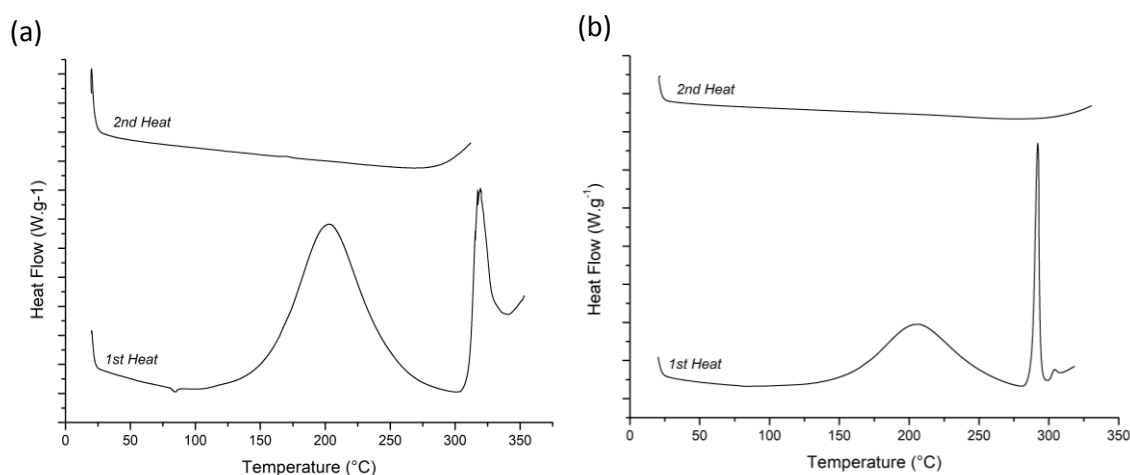 (a)
2nd Heat
1st Heat
Heat Flow (W.g-1)
0 50 100 150 200 250 300 350
Temperature (°C)
(b)
2nd Heat
1st Heat
Heat Flow (W.g⁻¹)
0 50 100 150 200 250 300 350
Temperature (°C)